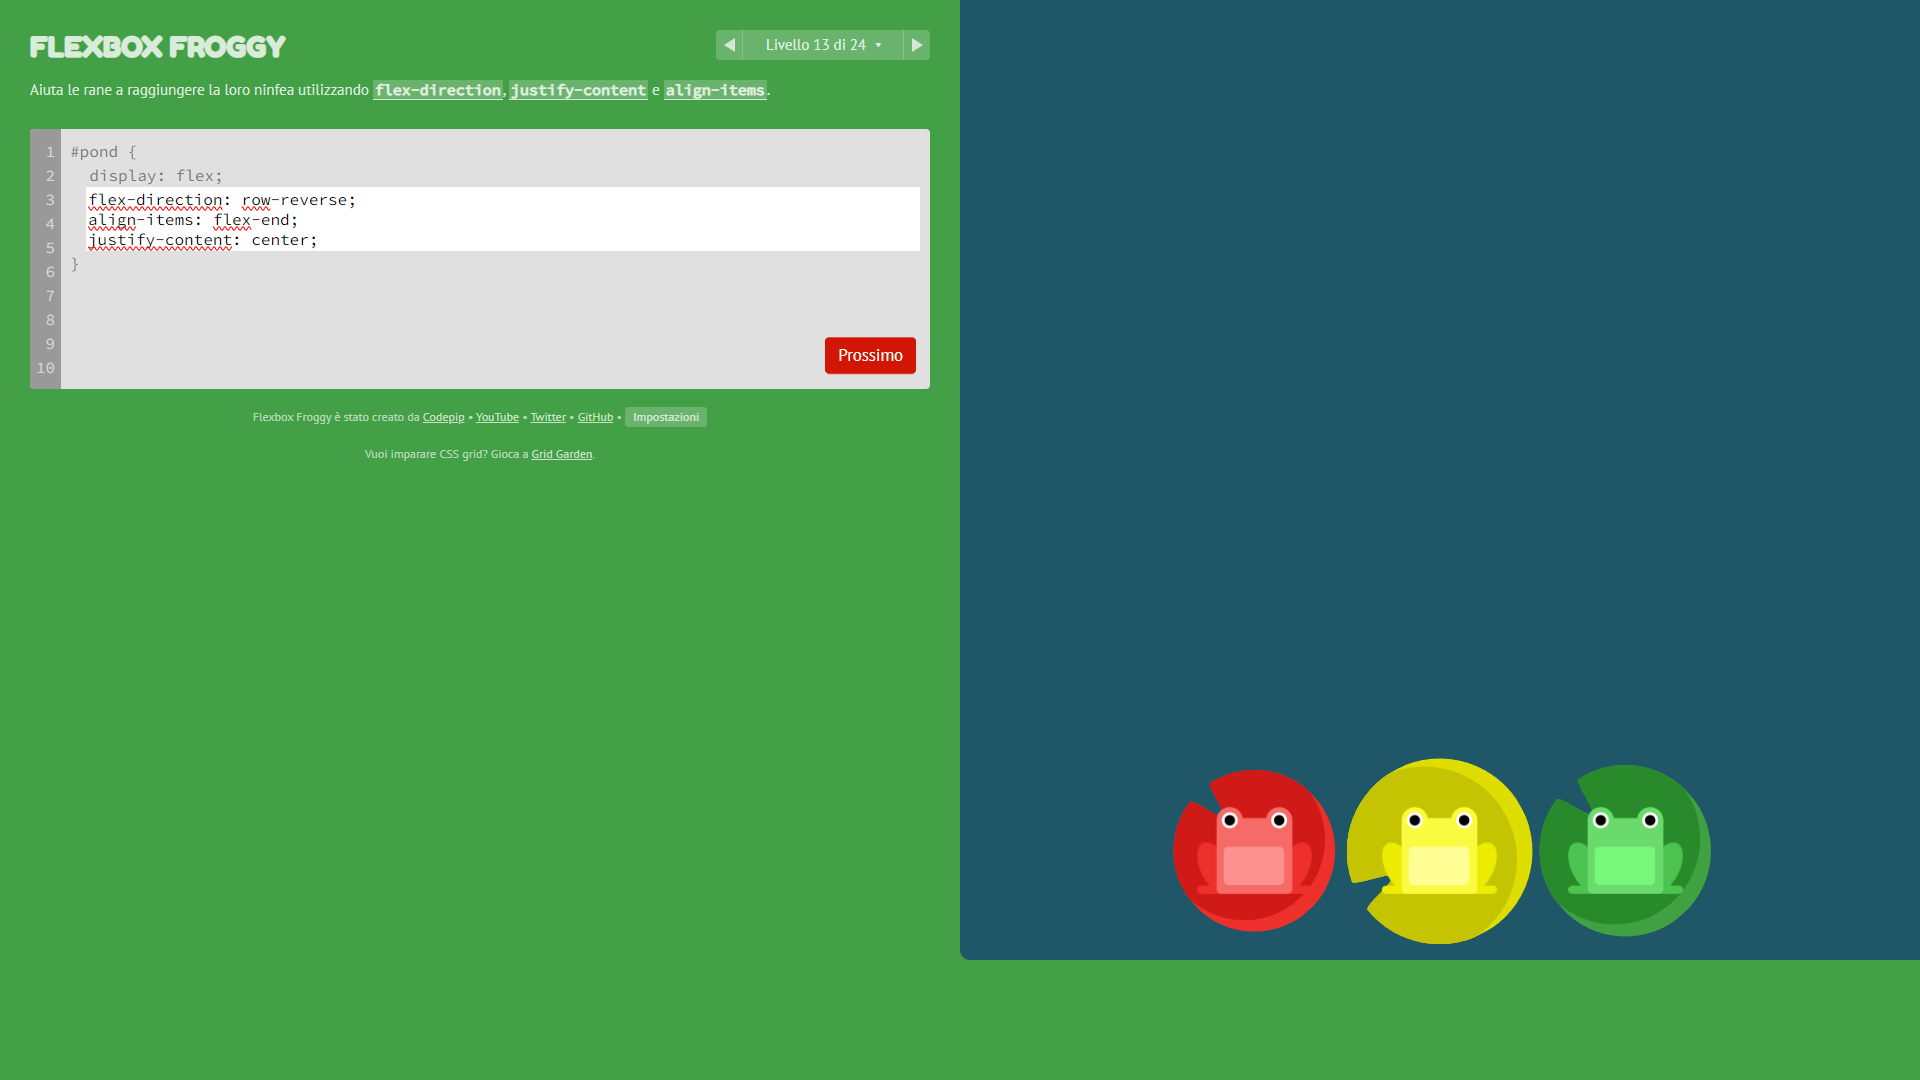 FLEXBOX FROGGY
Livello 13 di 24
Aiuta le rane a raggiungere la loro ninfea utilizzando flex-direction, justify-content e align-items.
1 #pond {
2 display: flex;
3 flex-direction: row-reverse;
4 align-items: flex-end;
5 justify-content: center;
6 }
7
8
9
10
Prossimo
Flexbox Froggy è stato creato da Codepip • YouTube • Twitter • GitHub • Impostazioni
Vuoi imparare CSS grid? Gioca a Grid Garden.